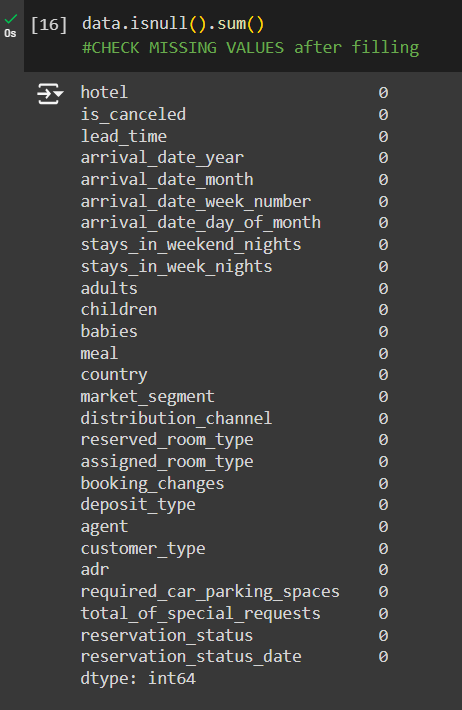 [16] data.isnull().sum()
0s
#CHECK MISSING VALUES after filling
hotel 0
is_canceled 0
lead_time 0
arrival_date_year 0
arrival_date_month 0
arrival_date_week_number 0
arrival_date_day_of_month 0
stays_in_weekend_nights 0
stays_in_week_nights 0
adults 0
children 0
babies 0
meal 0
country 0
market_segment 0
distribution_channel 0
reserved_room_type 0
assigned_room_type 0
booking_changes 0
deposit_type 0
agent 0
customer_type 0
adr 0
required_car_parking_spaces 0
total_of_special_requests 0
reservation_status 0
reservation_status_date 0
dtype: int64